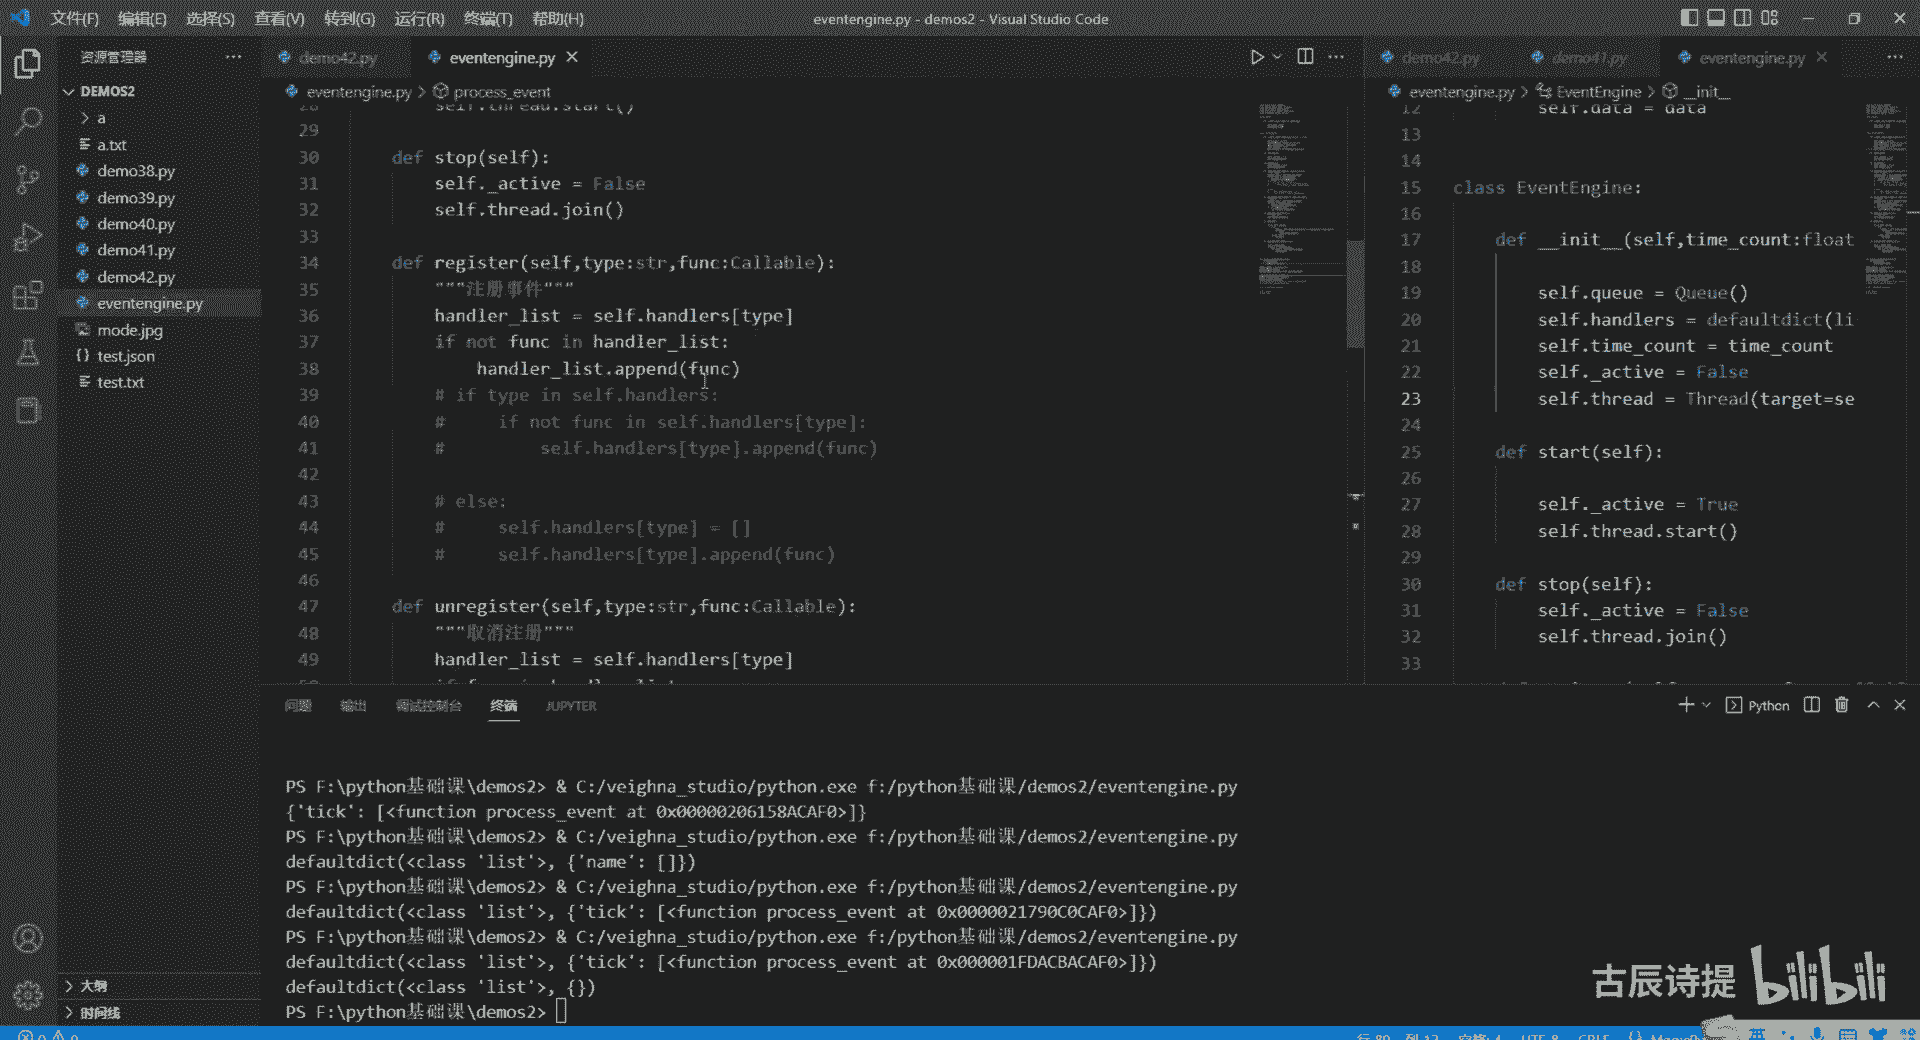 文件(F) 编辑(E) 选择(S) 查看(V) 转到(G) 运行(R) 终端(T) 帮助(H)
eventengine.py - demos2 - Visual Studio Code
资源管理器
DEMOS2
a
a.txt
demo38.py
demo39.py
demo40.py
demo41.py
demo42.py
eventengine.py
mode.jpg
test.json
test.txt
大纲
时间线
demo42.py
eventengine.py
eventengine.py > process_event
28 self.thread.start()
29
30 def stop(self):
31 self._active = False
32 self.thread.join()
33
34 def register(self,type:str,func:Callable):
35 """注册事件"""
36 handler_list = self.handlers[type]
37 if not func in handler_list:
38 handler_list.append(func)
39 # if type in self.handlers:
40 # if not func in self.handlers[type]:
41 # self.handlers[type].append(func)
42
43 # else:
44 # self.handlers[type] = []
45 # self.handlers[type].append(func)
46
47 def unregister(self,type:str,func:Callable):
48 """取消注册"""
49 handler_list = self.handlers[type]
demo42.py demo41.py eventengine.py
eventengine.py > EventEngine > __init__
12 self.data = data
13
14
15 class EventEngine:
16
17 def __init__(self,time_count:float
18
19 self.queue = Queue()
20 self.handlers = defaultdict(li
21 self.time_count = time_count
22 self._active = False
23 self.thread = Thread(target=se
24
25 def start(self):
26
27 self._active = True
28 self.thread.start()
29
30 def stop(self):
31 self._active = False
32 self.thread.join()
33
问题 输出 调试控制台 终端 JUPYTER
Python
PS F:\python基础课\demos2> & C:/veighna_studio/python.exe f:/python基础课/demos2/eventengine.py
{'tick': [<function process_event at 0x00000206158ACAF0>]}
PS F:\python基础课\demos2> & C:/veighna_studio/python.exe f:/python基础课/demos2/eventengine.py
defaultdict(<class 'list'>, {'name': []})
PS F:\python基础课\demos2> & C:/veighna_studio/python.exe f:/python基础课/demos2/eventengine.py
defaultdict(<class 'list'>, {'tick': [<function process_event at 0x0000021790C0CAF0>]})
PS F:\python基础课\demos2> & C:/veighna_studio/python.exe f:/python基础课/demos2/eventengine.py
defaultdict(<class 'list'>, {'tick': [<function process_event at 0x000001FDACBACAF0>]})
defaultdict(<class 'list'>, {})
PS F:\python基础课\demos2>
古辰诗提 bilibili